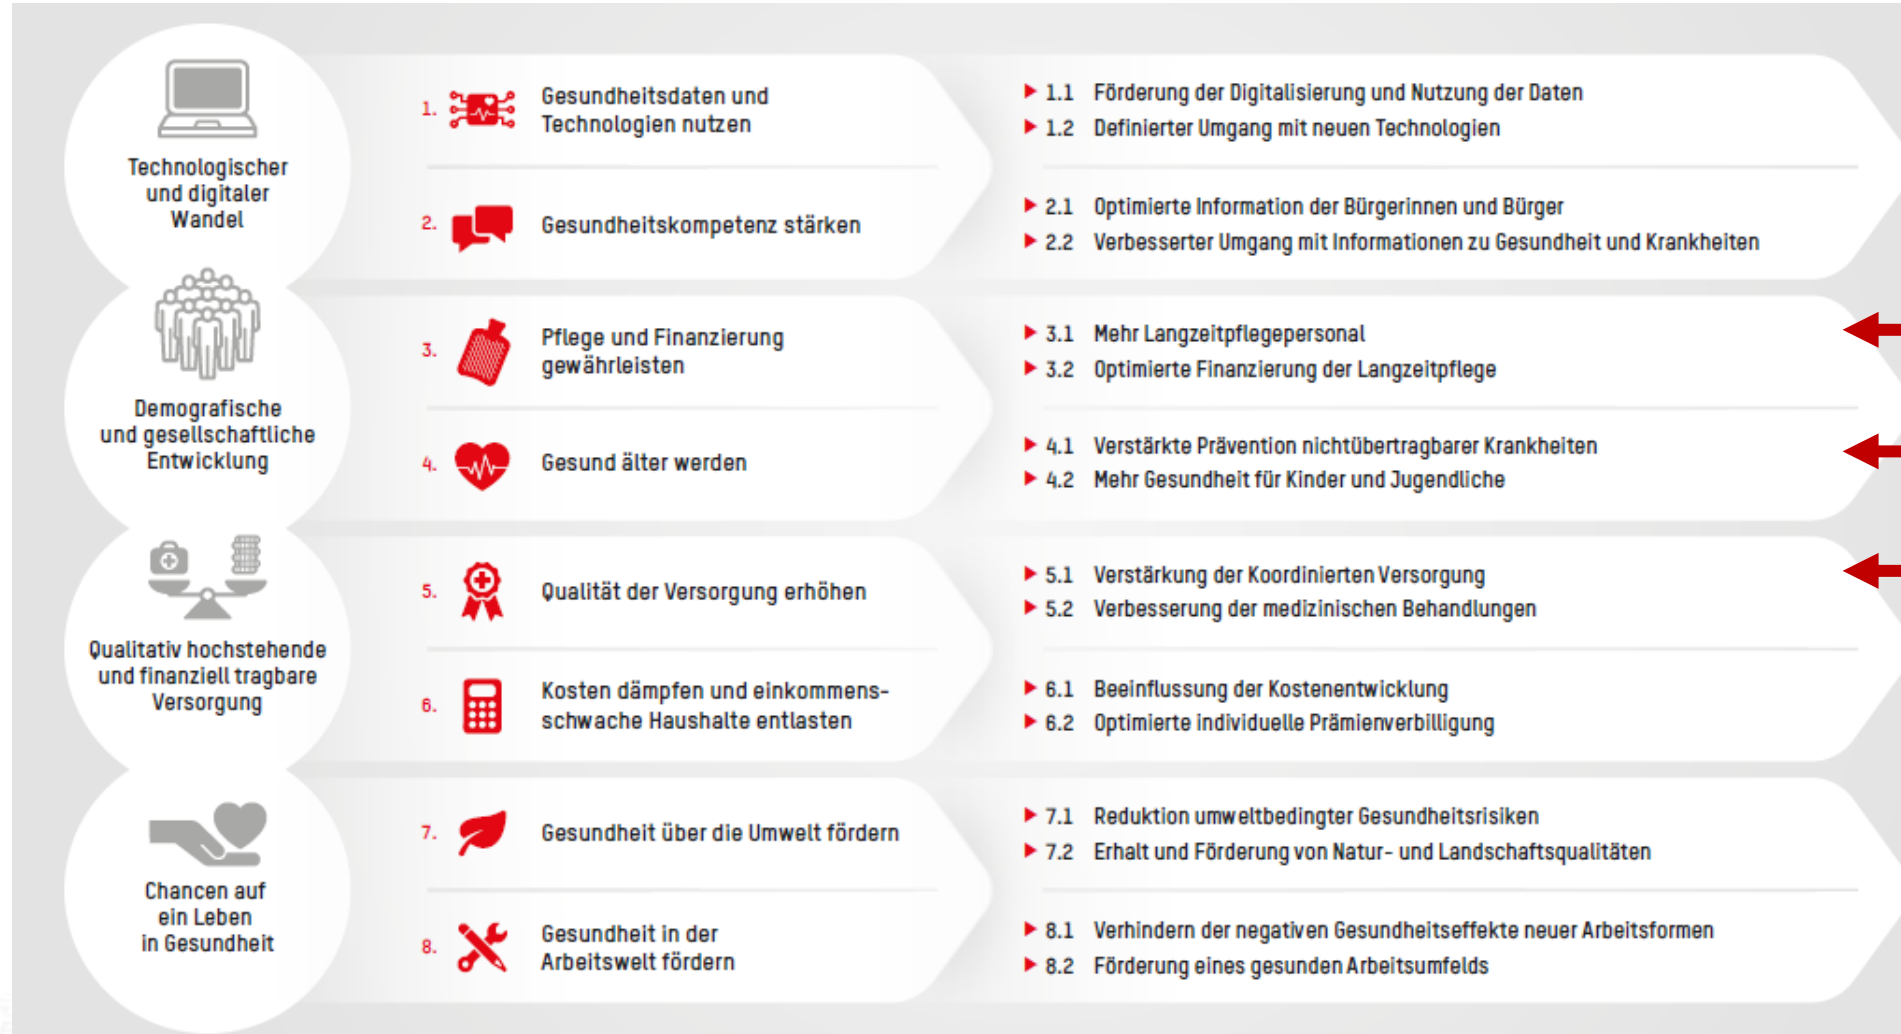 Technologischer
und digitaler
Wandel
1. Gesundheitsdaten und
Technologien nutzen
▶ 1.1 Förderung der Digitalisierung und Nutzung der Daten
▶ 1.2 Definierter Umgang mit neuen Technologien
2. Gesundheitskompetenz stärken
▶ 2.1 Optimierte Information der Bürgerinnen und Bürger
▶ 2.2 Verbesserter Umgang mit Informationen zu Gesundheit und Krankheiten
Demografische
und gesellschaftliche
Entwicklung
3. Pflege und Finanzierung
gewährleisten
▶ 3.1 Mehr Langzeitpflegepersonal
▶ 3.2 Optimierte Finanzierung der Langzeitpflege
4. Gesund älter werden
▶ 4.1 Verstärkte Prävention nichtübertragbarer Krankheiten
▶ 4.2 Mehr Gesundheit für Kinder und Jugendliche
Qualitativ hochstehende
und finanziell tragbare
Versorgung
5. Qualität der Versorgung erhöhen
▶ 5.1 Verstärkung der Koordinierten Versorgung
▶ 5.2 Verbesserung der medizinischen Behandlungen
6. Kosten dämpfen und einkommens-
schwache Haushalte entlasten
▶ 6.1 Beeinflussung der Kostenentwicklung
▶ 6.2 Optimierte individuelle Prämienverbilligung
Chancen auf
ein Leben
in Gesundheit
7. Gesundheit über die Umwelt fördern
▶ 7.1 Reduktion umweltbedingter Gesundheitsrisiken
▶ 7.2 Erhalt und Förderung von Natur- und Landschaftsqualitäten
8. Gesundheit in der
Arbeitswelt fördern
▶ 8.1 Verhindern der negativen Gesundheitseffekte neuer Arbeitsformen
▶ 8.2 Förderung eines gesunden Arbeitsumfelds